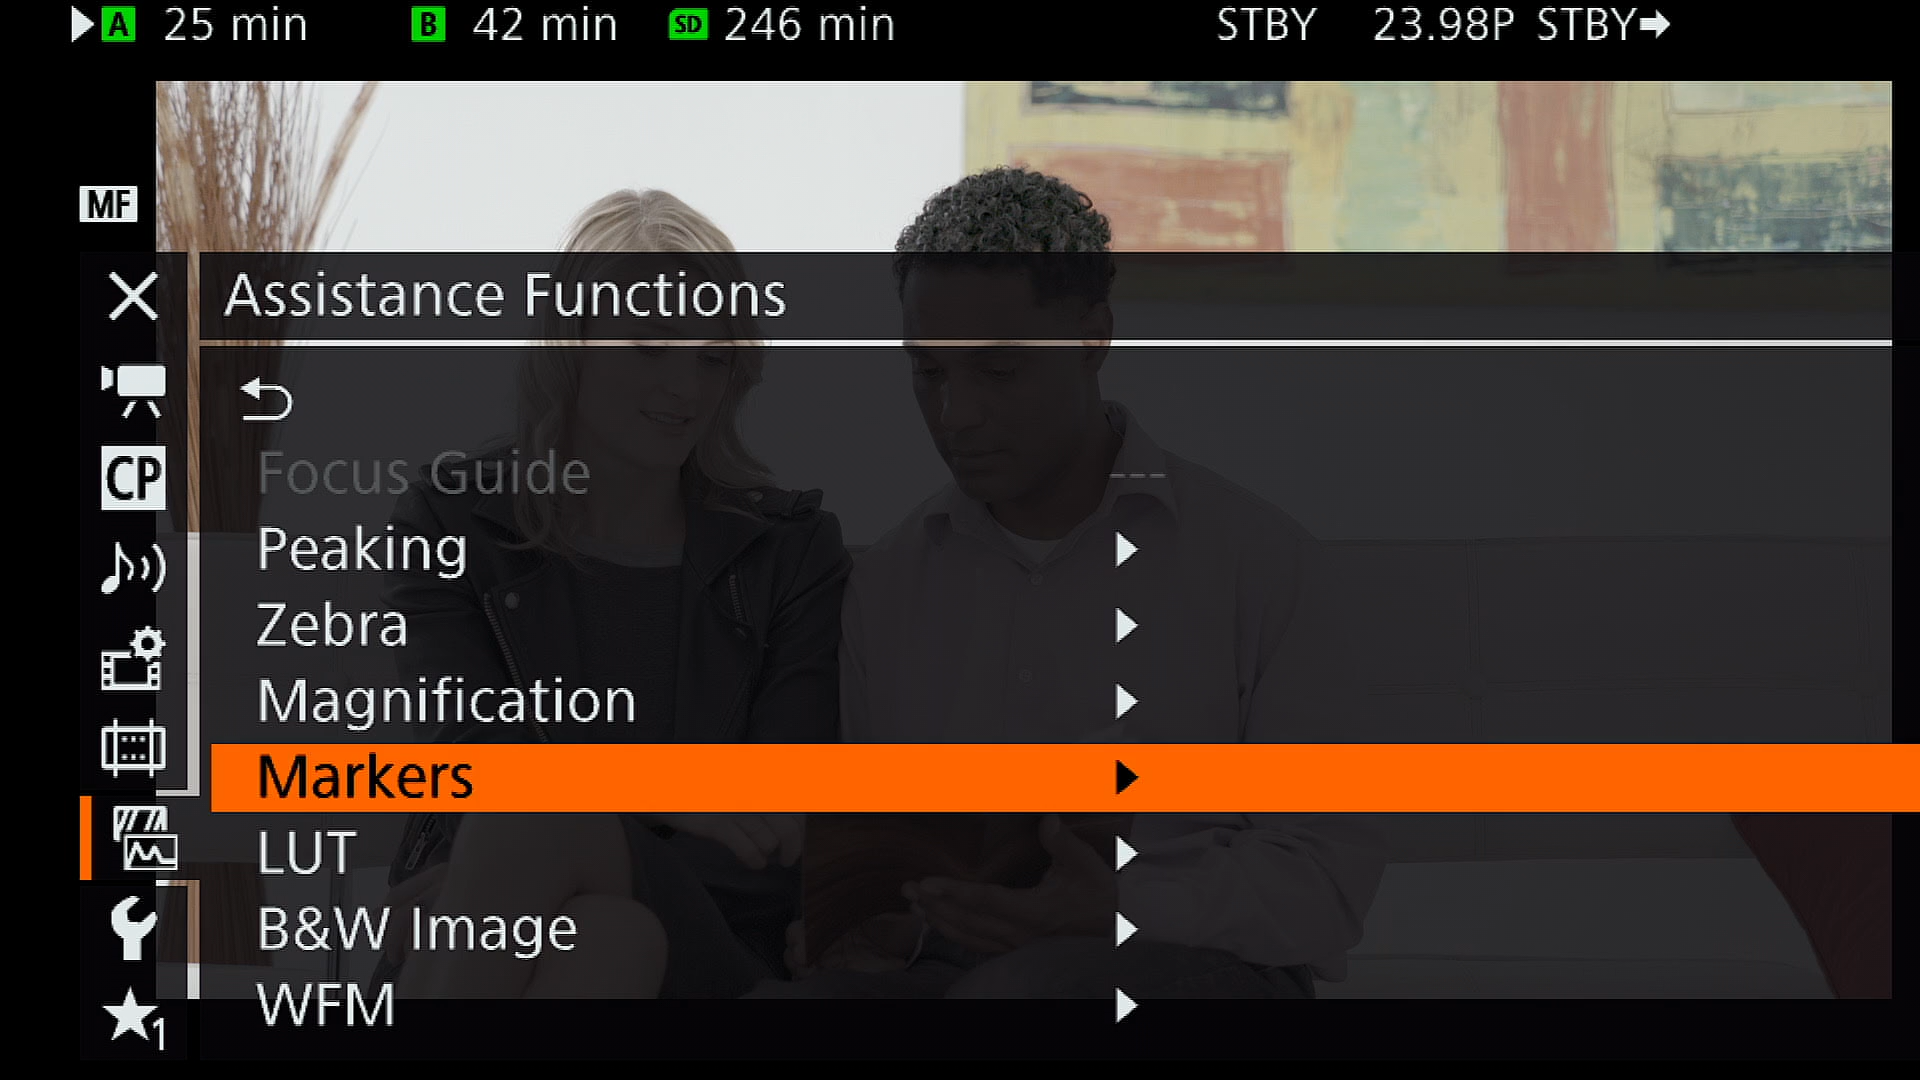 A 25 min B 42 min SD 246 min STBY 23.98P STBY
MF
Assistance Functions
CP
Focus Guide ---
Peaking
Zebra
Magnification
Markers
LUT
B&W Image
WFM
1